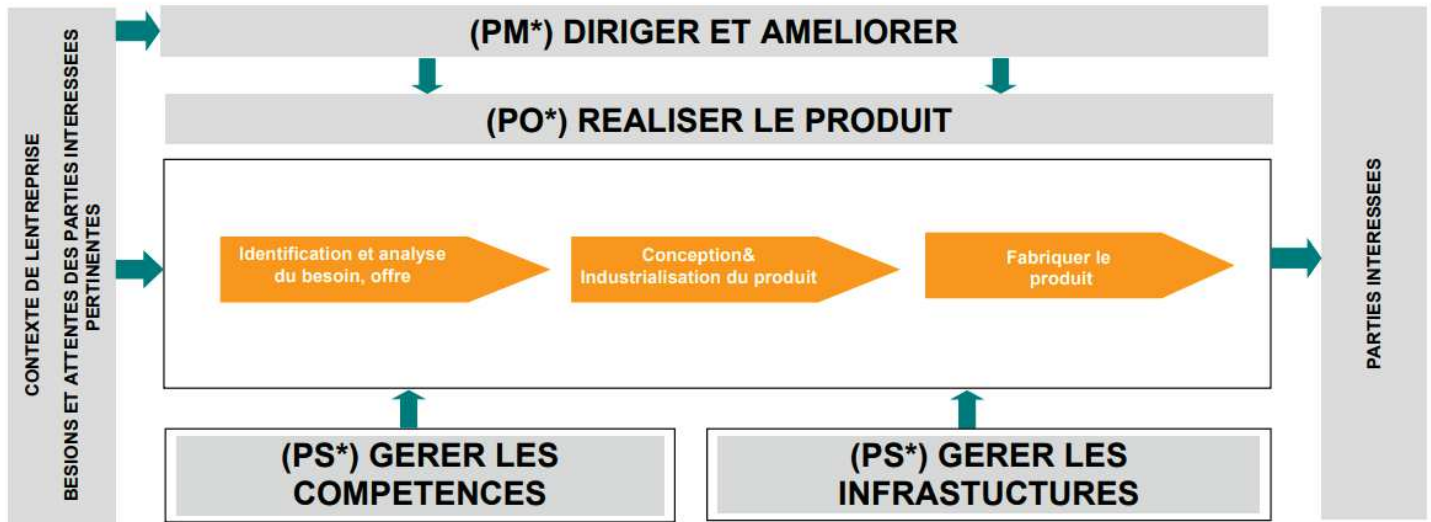 CONTEXTE DE LENTREPRISE
BESIONS ET ATTENTES DES PARTIES INTERESSEES
PERTINENTES
(PM*) DIRIGER ET AMELIORER
(PO*) REALISER LE PRODUIT
Identification et analyse
du besoin, offre
Conception&
Industrialisation du produit
Fabriquer le
produit
(PS*) GERER LES
COMPETENCES
(PS*) GERER LES
INFRASTUCTURES
PARTIES INTERESSEES